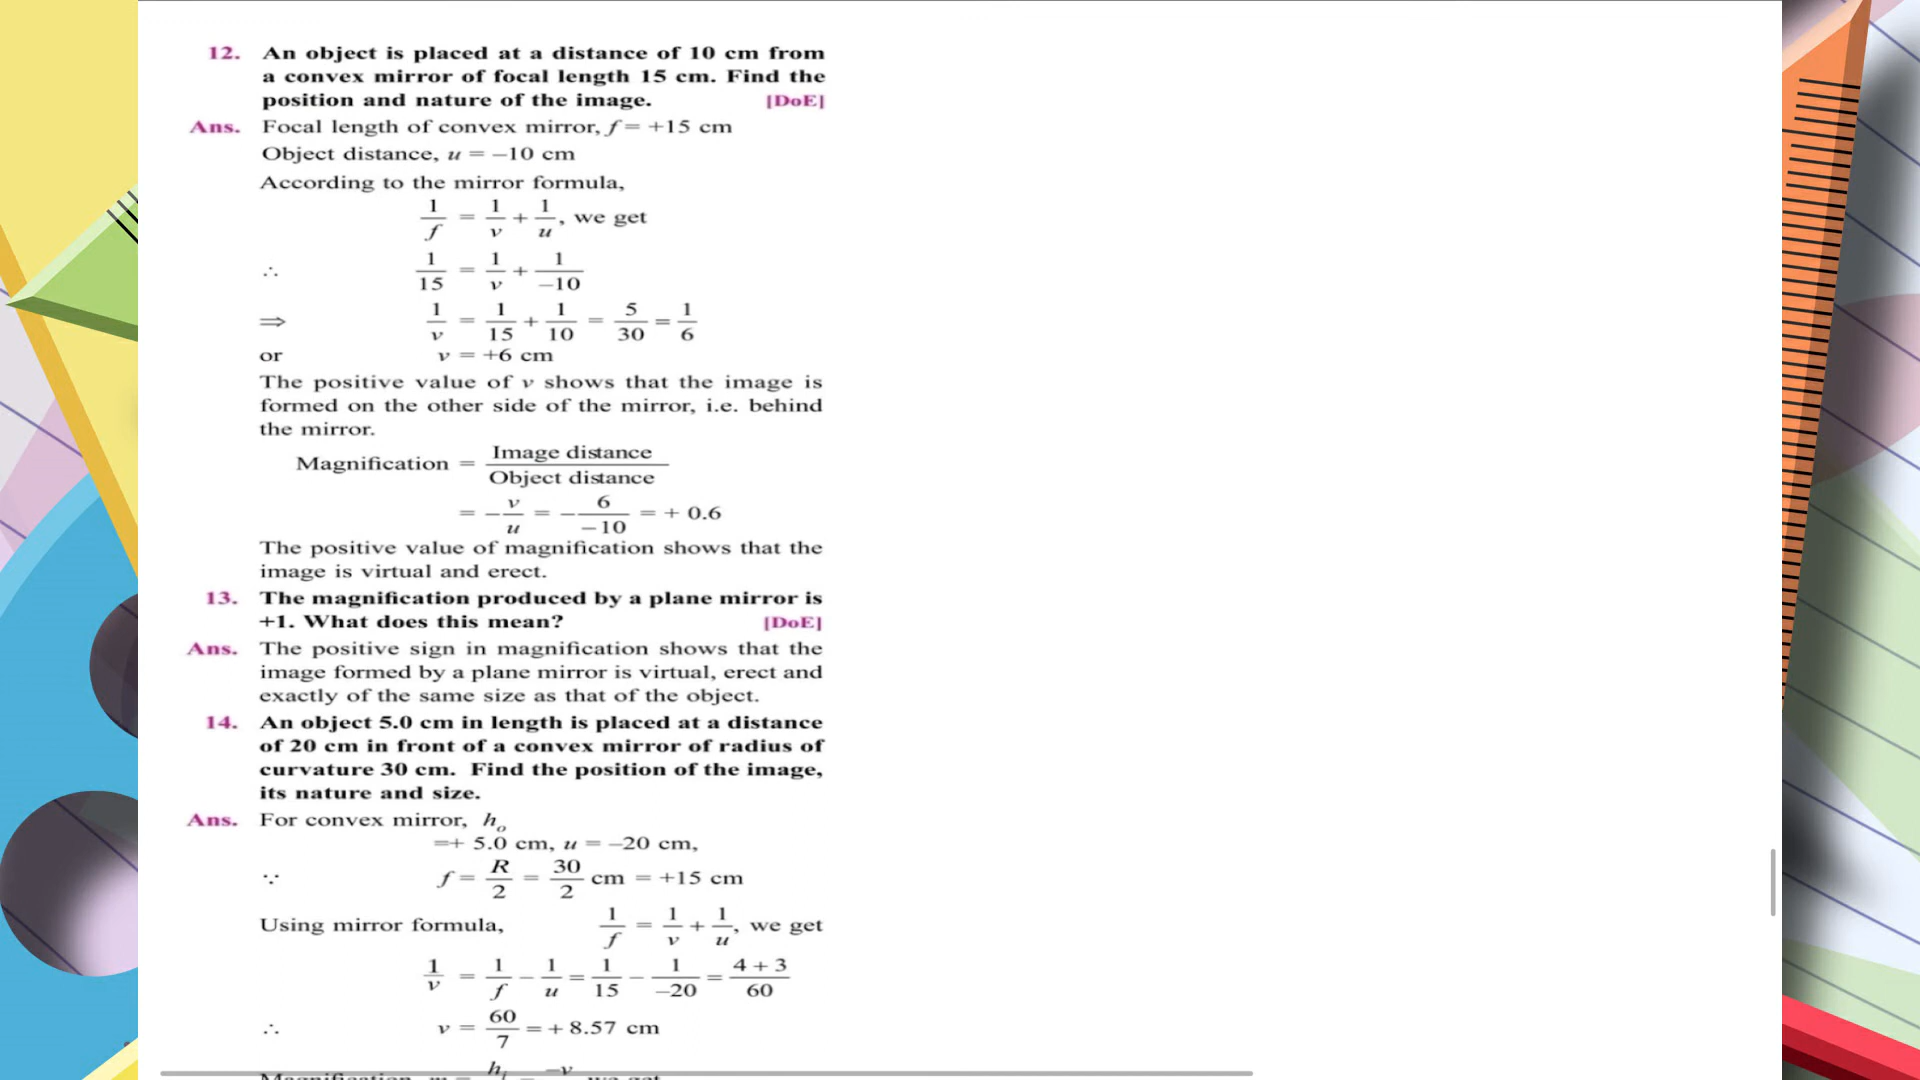 12. An object is placed at a distance of 10 cm from
a convex mirror of focal length 15 cm. Find the
position and nature of the image. [DoE]
Ans. Focal length of convex mirror, f = +15 cm
Object distance, u = –10 cm
According to the mirror formula,
1/f = 1/v + 1/u, we get
∴ 1/15 = 1/v + 1/–10
⇒ 1/v = 1/15 + 1/10 = 5/30 = 1/6
or v = +6 cm
The positive value of v shows that the image is
formed on the other side of the mirror, i.e. behind
the mirror.
Magnification = Image distance/Object distance
= –v/u = –6/–10 = + 0.6
The positive value of magnification shows that the
image is virtual and erect.
13. The magnification produced by a plane mirror is
+1. What does this mean? [DoE]
Ans. The positive sign in magnification shows that the
image formed by a plane mirror is virtual, erect and
exactly of the same size as that of the object.
14. An object 5.0 cm in length is placed at a distance
of 20 cm in front of a convex mirror of radius of
curvature 30 cm. Find the position of the image,
its nature and size.
Ans. For convex mirror, hₒ
=+ 5.0 cm, u = –20 cm,
∵ f = R/2 = 30/2 cm = +15 cm
Using mirror formula, 1/f = 1/v + 1/u, we get
1/v = 1/f – 1/u = 1/15 – 1/–20 = 4 + 3/60
∴ v = 60/7 = + 8.57 cm